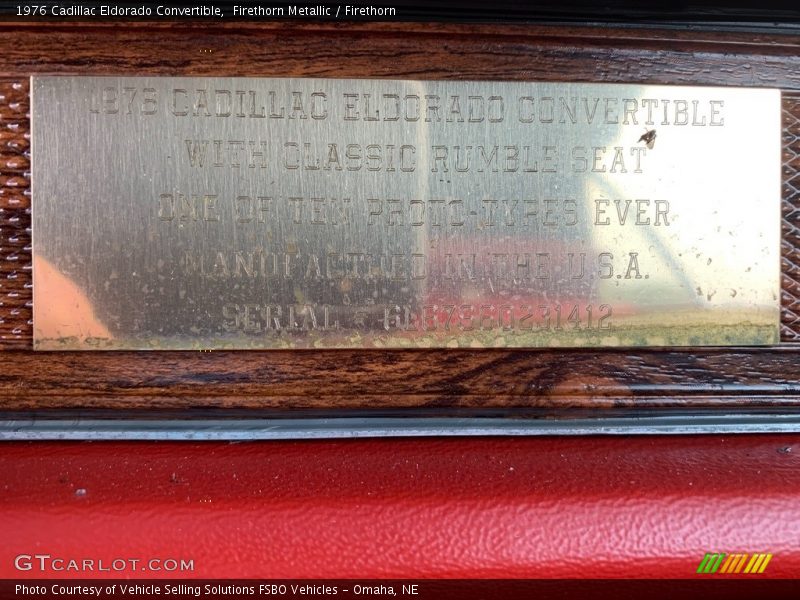 1976 Cadillac Eldorado Convertible,  Firethorn Metallic / Firethorn
1976 CADILLAC ELDORADO CONVERTIBLE
WITH CLASSIC RUMBLE SEAT
ONE OF TEN PROTO-TYPES EVER
MANUFACTURED IN THE U.S.A.
SERIAL
GTCARLOT.COM
Photo Courtesy of Vehicle Selling Solutions FSBO Vehicles – Omaha, NE